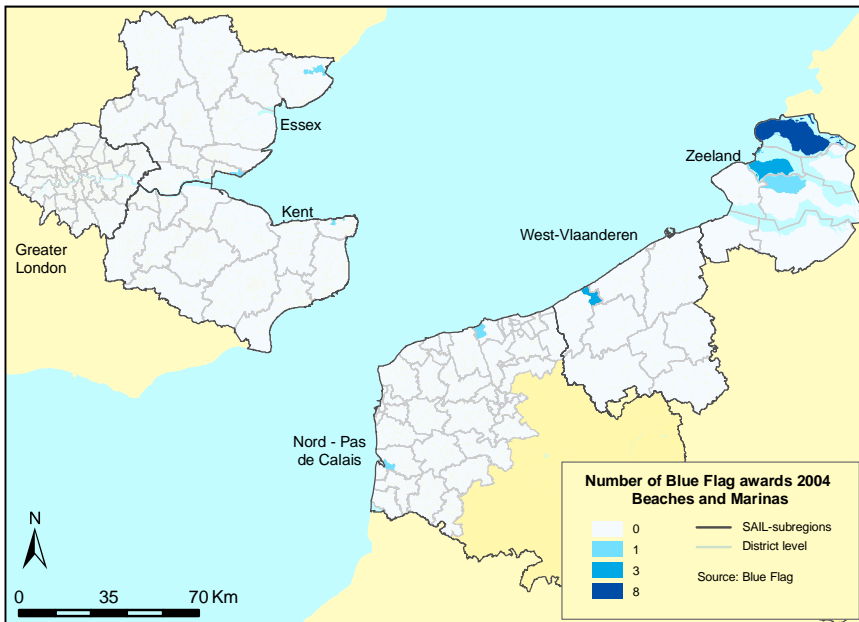 Essex
Zeeland
Kent
West-Vlaanderen
Greater
London
Nord - Pas
de Calais
N
0 35 70 Km
Number of Blue Flag awards 2004
Beaches and Marinas
0
1
3
8
SAIL-subregions
District level
Source: Blue Flag